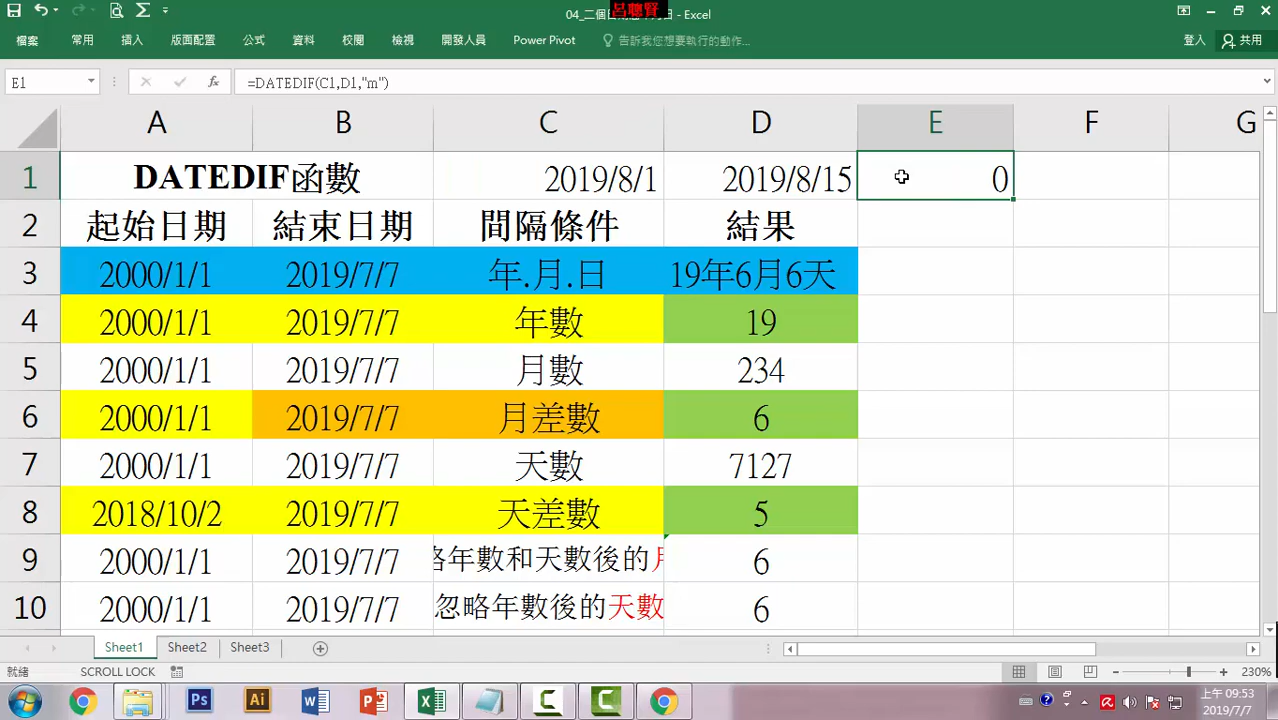 呂聰賢
- Excel
登入 共用
檔案 常用 插入 版面配置 公式 資料 校閱 檢視 開發人員 Power Pivot 告訴我您想要執行的動作...
E1 fx =DATEDIF(C1,D1,"m")
A B C D E F G
1 DATEDIF函數 2019/8/1 2019/8/15 0
2 起始日期 結束日期 間隔條件 結果
3 2000/1/1 2019/7/7 年.月.日 19年6月6天
4 2000/1/1 2019/7/7 年數 19
5 2000/1/1 2019/7/7 月數 234
6 2000/1/1 2019/7/7 月差數 6
7 2000/1/1 2019/7/7 天數 7127
8 2018/10/2 2019/7/7 天差數 5
9 2000/1/1 2019/7/7 年數和天數後的 6
10 2000/1/1 2019/7/7 忽略年數後的天數 6
Sheet1 Sheet2 Sheet3
就緒 SCROLL LOCK 230%
Ps Ai
上午 09:53
2019/7/7